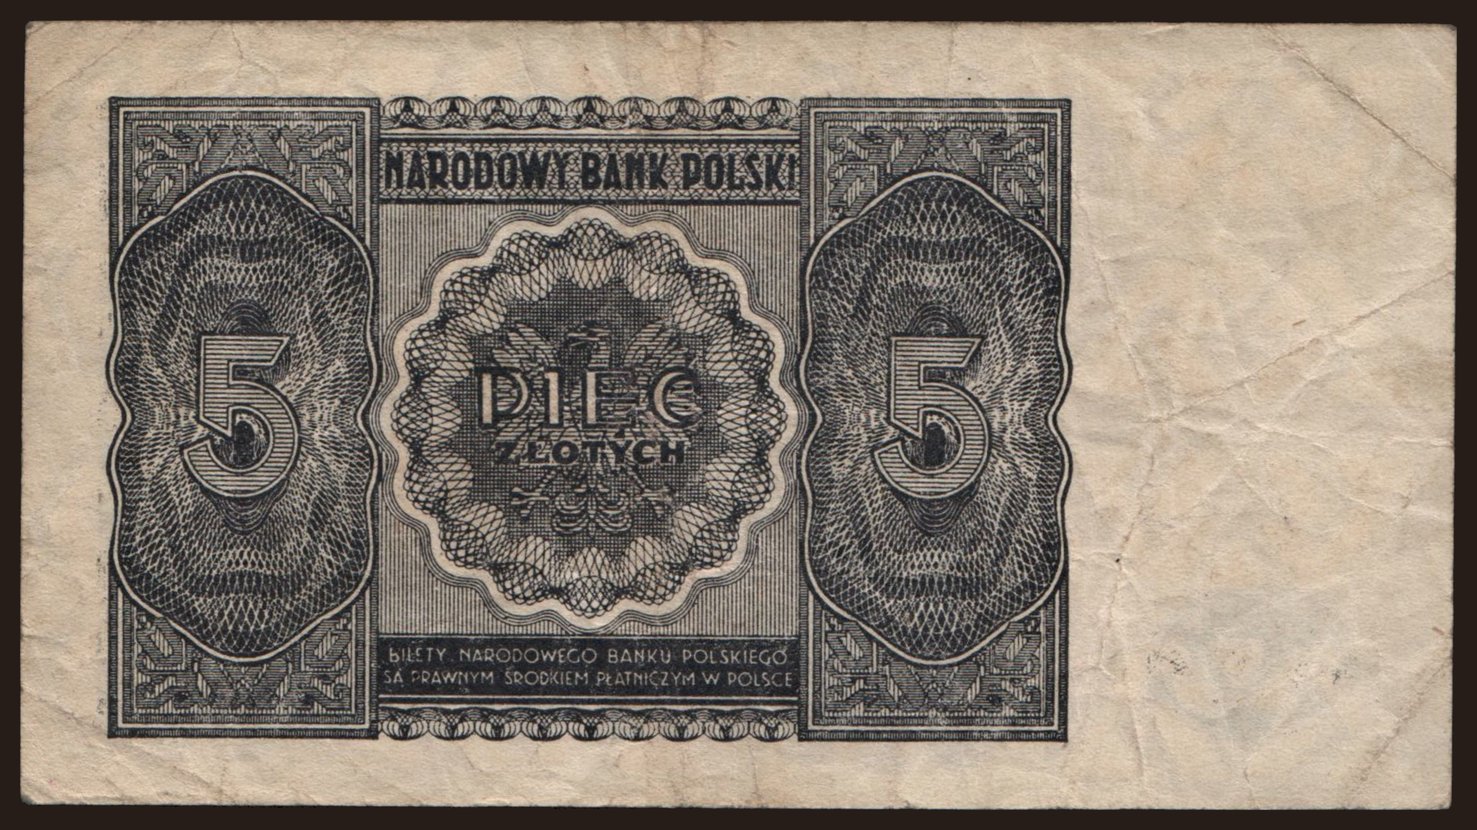 NARODOWY BANK POLSKI
5
PIĘĆ
ZŁOTYCH
5
BILETY NARODOWEGO BANKU POLSKIEGO
SĄ PRAWNYM ŚRODKIEM PŁATNICZYM W POLSCE